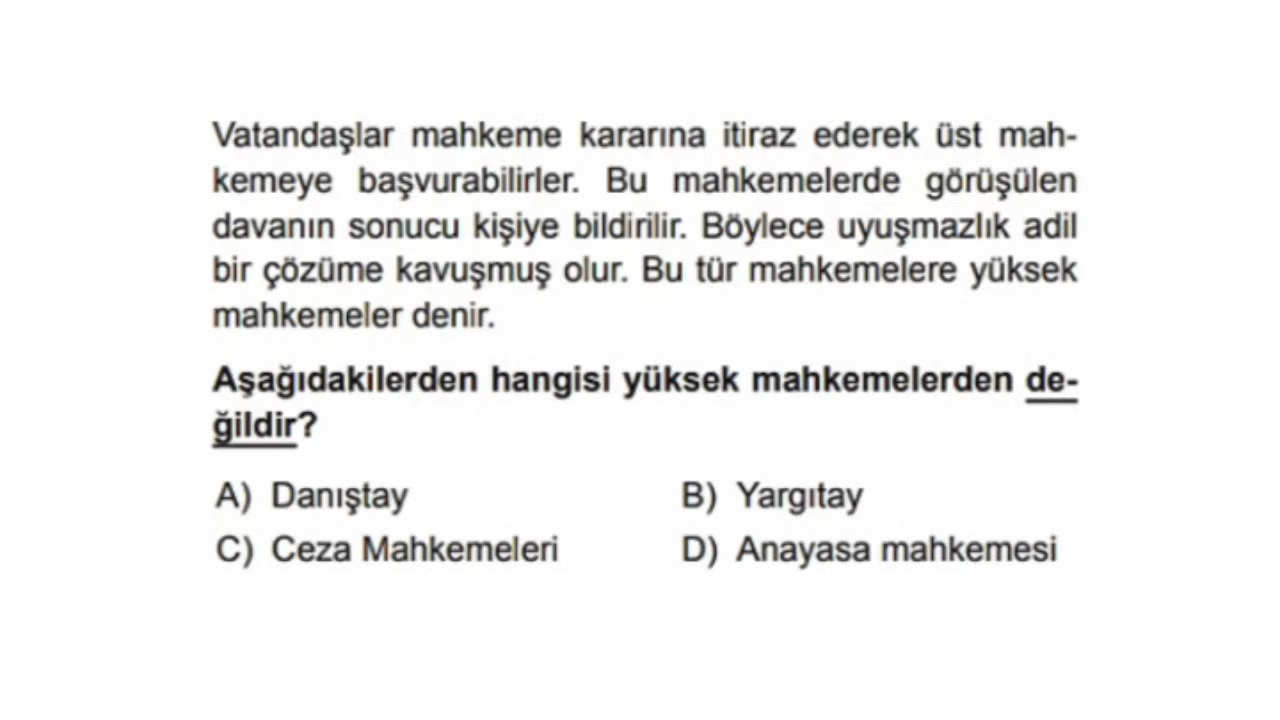 Vatandaşlar mahkeme kararına itiraz ederek üst mah-
kemeye başvurabilirler. Bu mahkemelerde görüşülen
davanın sonucu kişiye bildirilir. Böylece uyuşmazlık adil
bir çözüme kavuşmuş olur. Bu tür mahkemelere yüksek
mahkemeler denir.
Aşağıdakilerden hangisi yüksek mahkemelerden de-
ğildir?
A) Danıştay B) Yargıtay
C) Ceza Mahkemeleri D) Anayasa mahkemesi